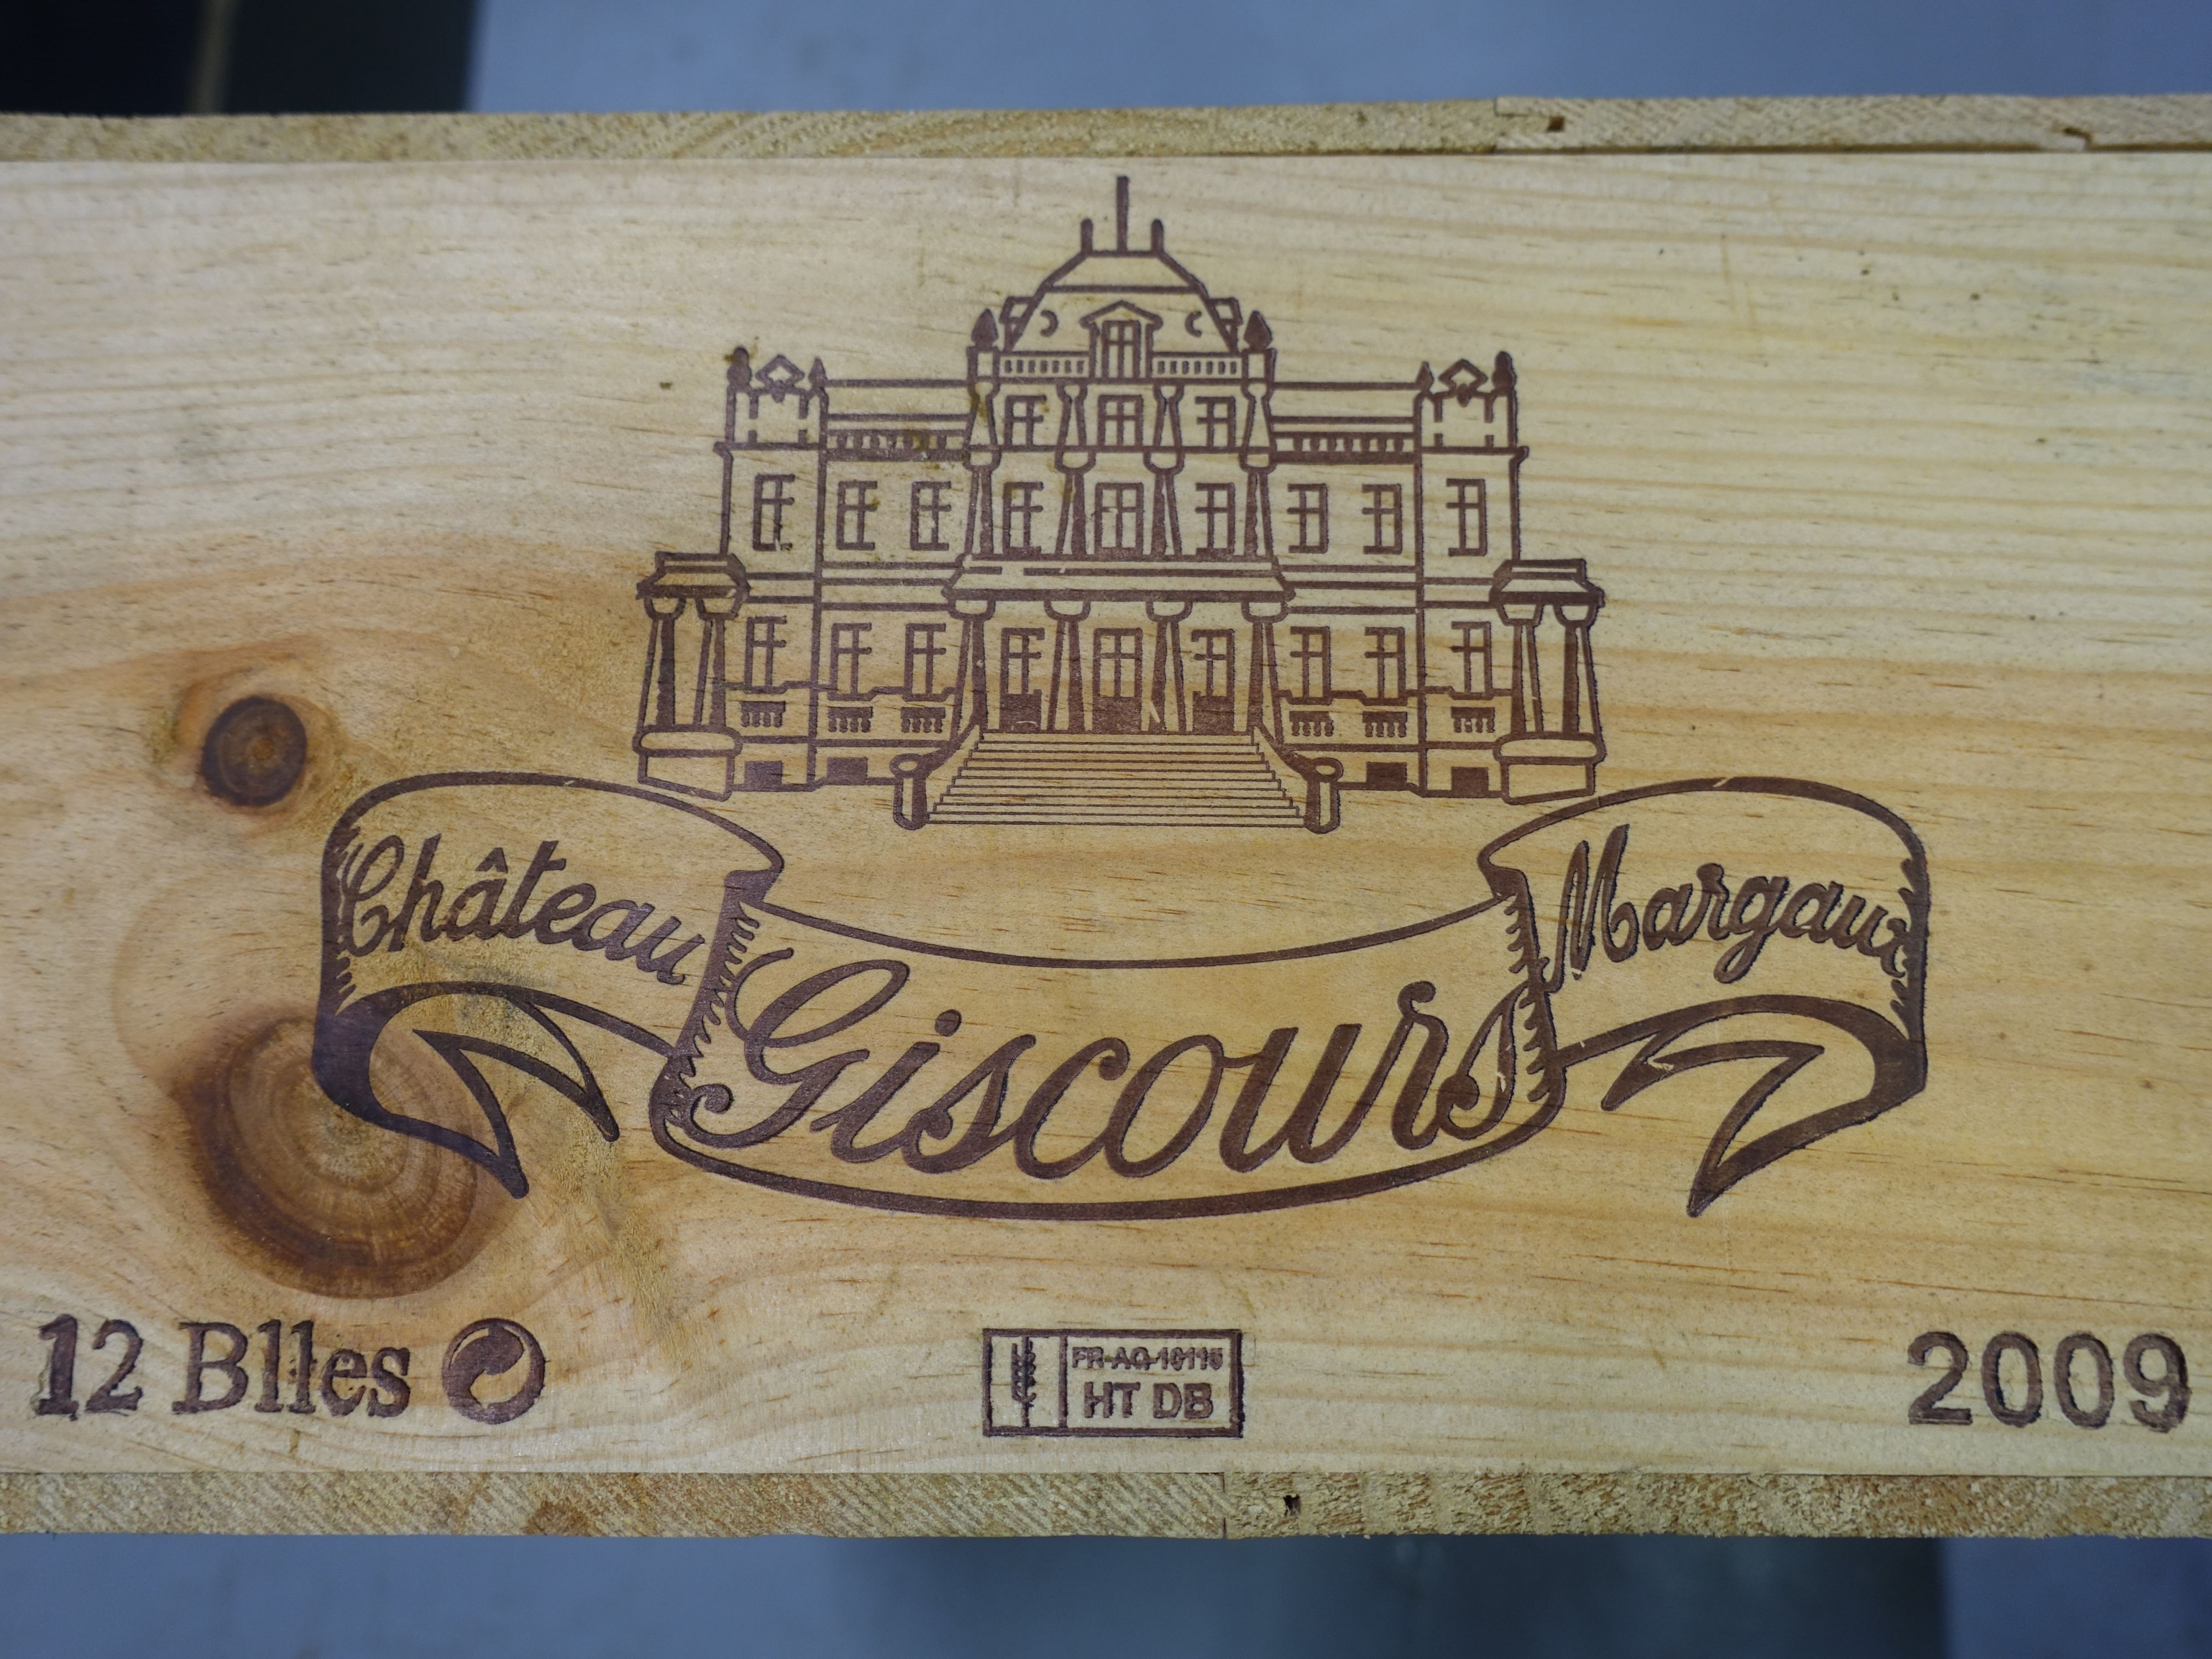 Château
Giscours
Margaux
12 Blles
FR-AQ-10115
HT DB
2009